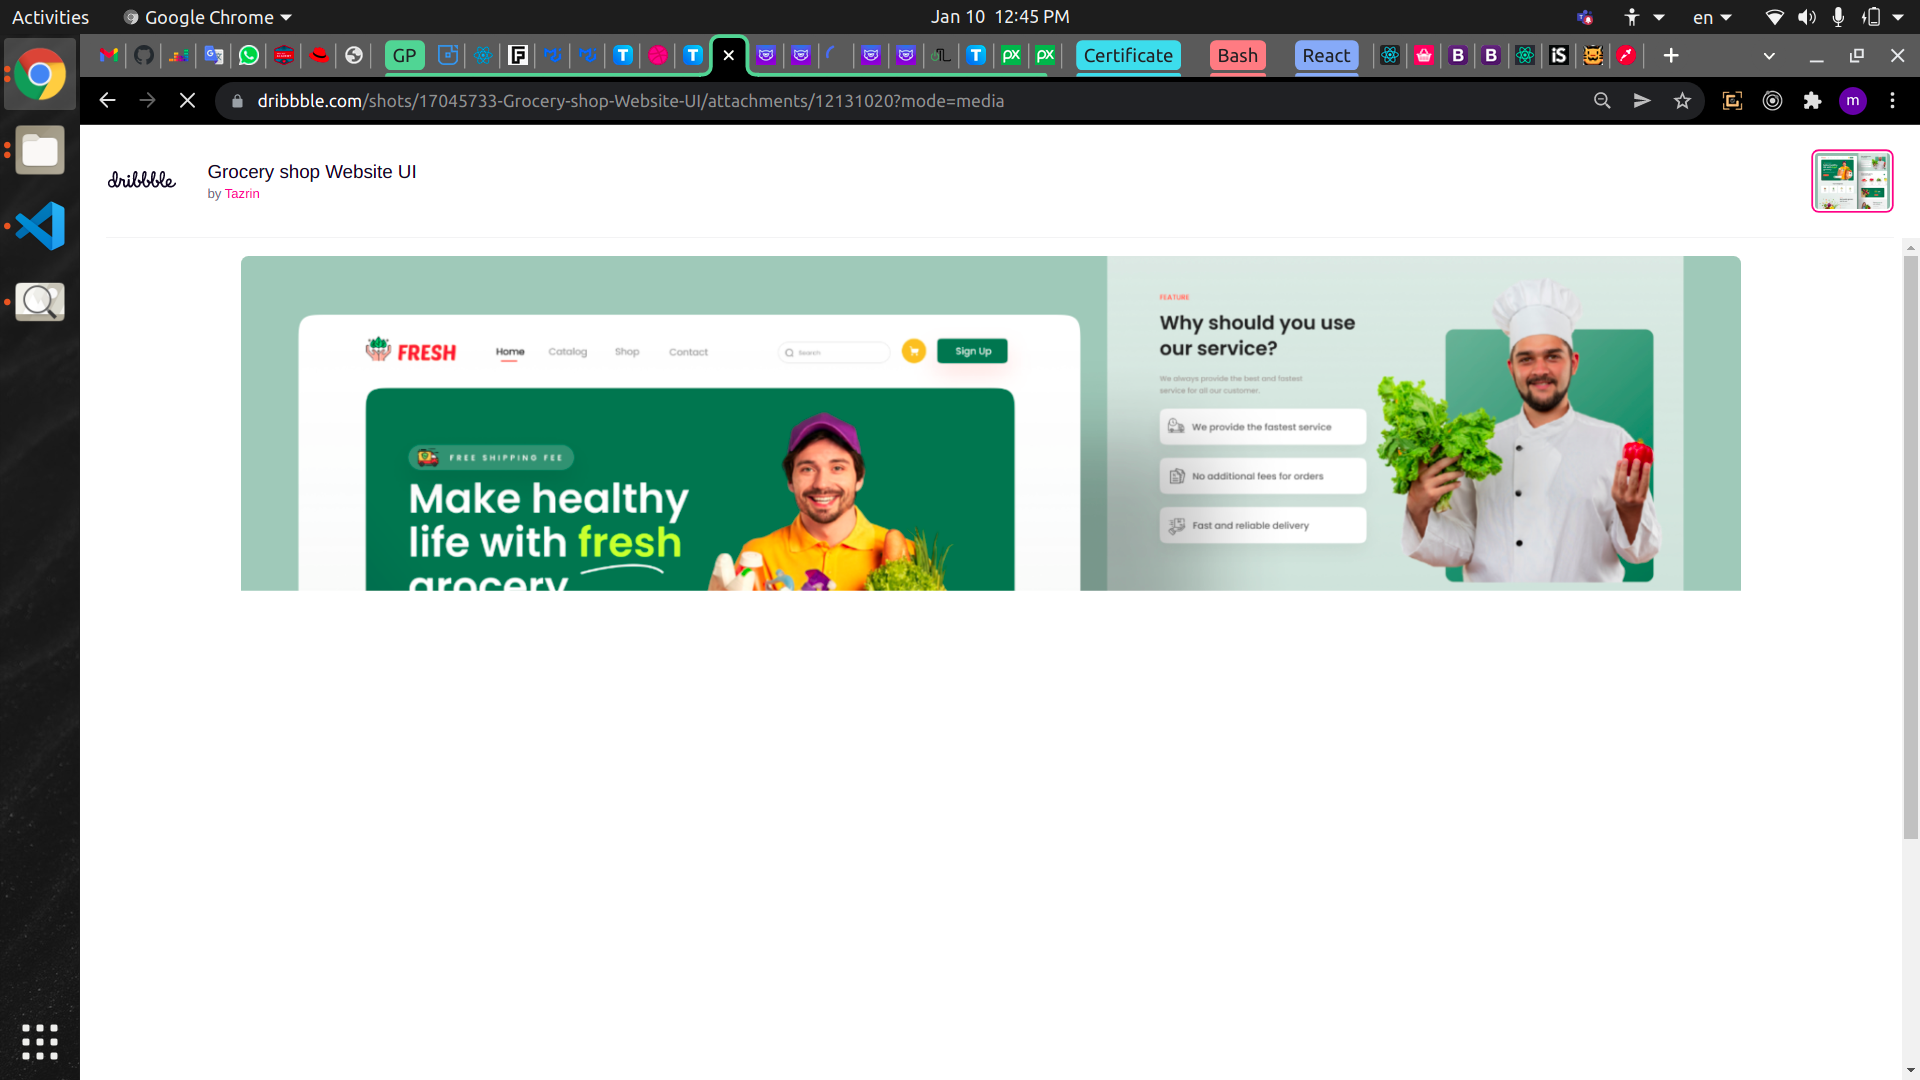 Activities
Google Chrome
Jan 10 12:45 PM
en
GP
Certificate
Bash
React
dribbble.com/shots/17045733-Grocery-shop-Website-UI/attachments/12131020?mode=media
m
dribbble
Grocery shop Website UI
by Tazrin
FRESH
Home
Catalog
Shop
Contact
Search
Sign Up
FREE SHIPPING FEE
Make healthy
life with fresh
grocery
FEATURE
Why should you use
our service?
We always provide the best and fastest
service for all our customer.
We provide the fastest service
No additional fees for orders
Fast and reliable delivery